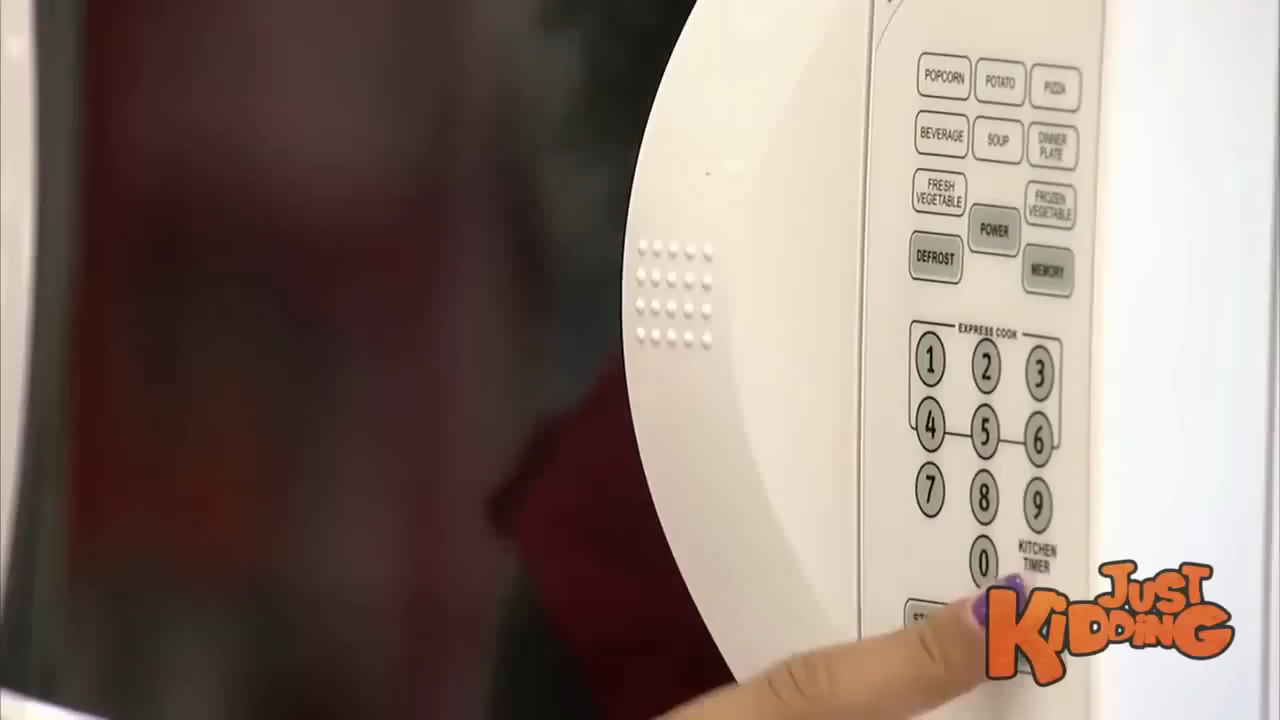 POPCORN POTATO PIZZA
BEVERAGE SOUP DINNER PLATE
FRESH VEGETABLE FROZEN VEGETABLE
POWER
DEFROST MEMORY
EXPRESS COOK
1 2 3
4 5 6
7 8 9
0 KITCHEN TIMER
JUST
KIDDING